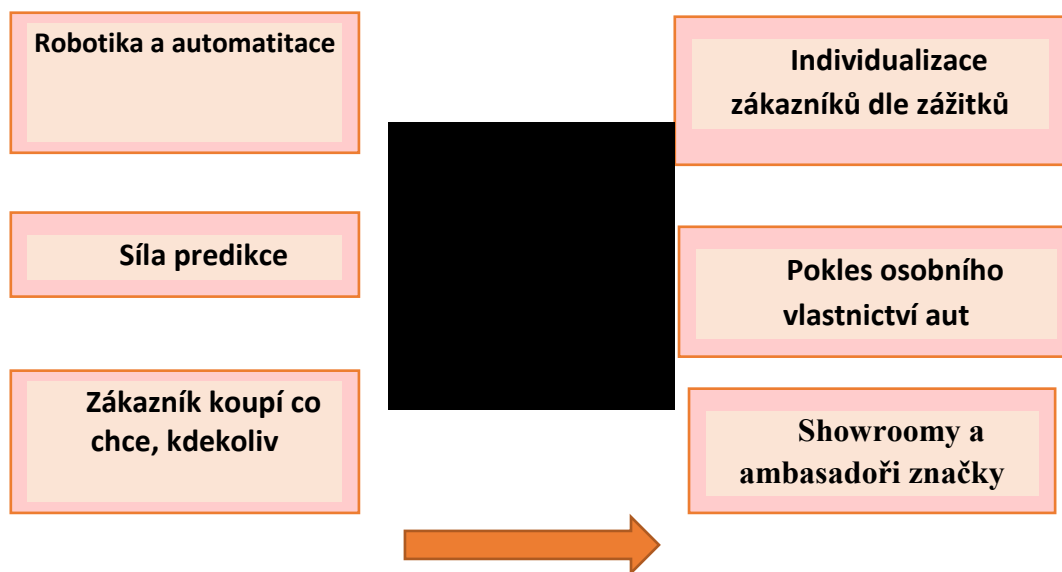 Robotika a automatitace
Síla predikce
Zákazník koupí co
chce, kdekoliv
Individualizace
zákazníků dle zážitků
Pokles osobního
vlastnictví aut
Showroomy a
ambasadoři značky